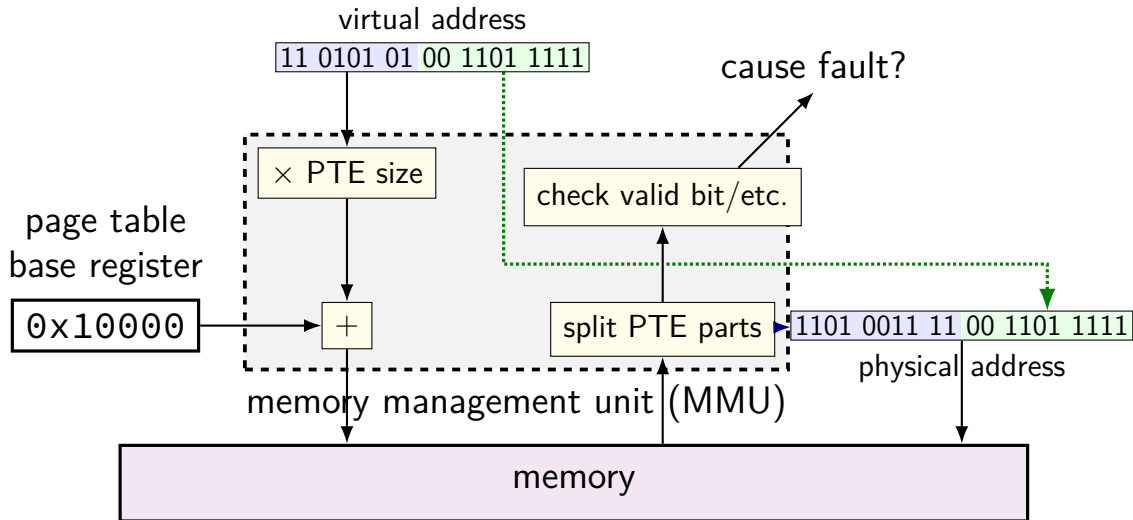 virtual address
11 0101 01 00 1101 1111
cause fault?
× PTE size
check valid bit/etc.
page table
base register
0x10000
+
split PTE parts
1101 0011 11 00 1101 1111
physical address
memory management unit (MMU)
memory